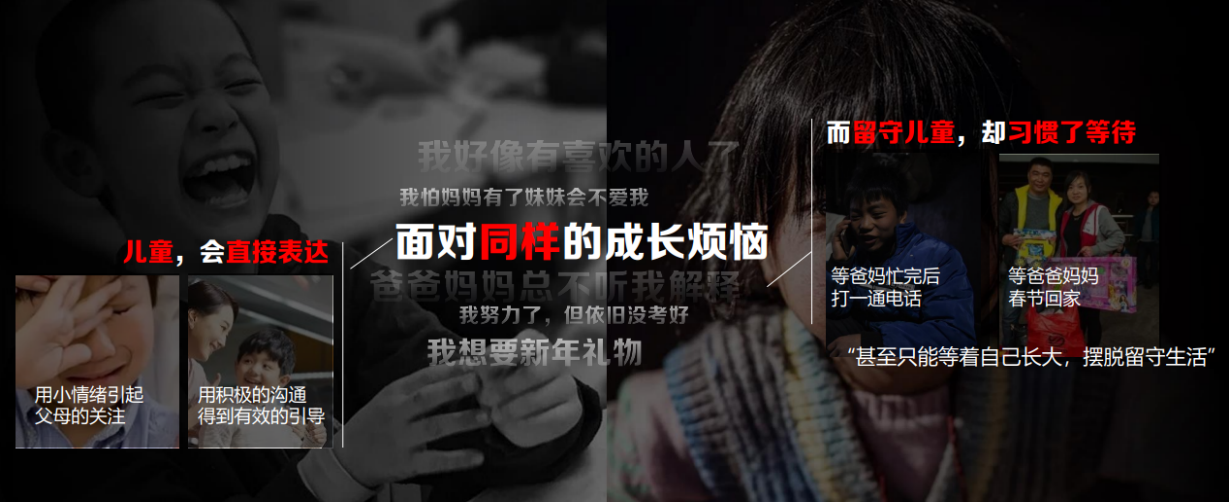 我好像有喜欢的人了
我怕妈妈有了妹妹会不爱我
面对同样的成长烦恼
爸爸妈妈总不听我解释
我努力了，但依旧没考好
我想要新年礼物
儿童，会直接表达
用小情绪引起
父母的关注
用积极的沟通
得到有效的引导
而留守儿童，却习惯了等待
等爸妈忙完后
打一通电话
等爸爸妈妈
春节回家
“甚至只能等着自己长大，摆脱留守生活”